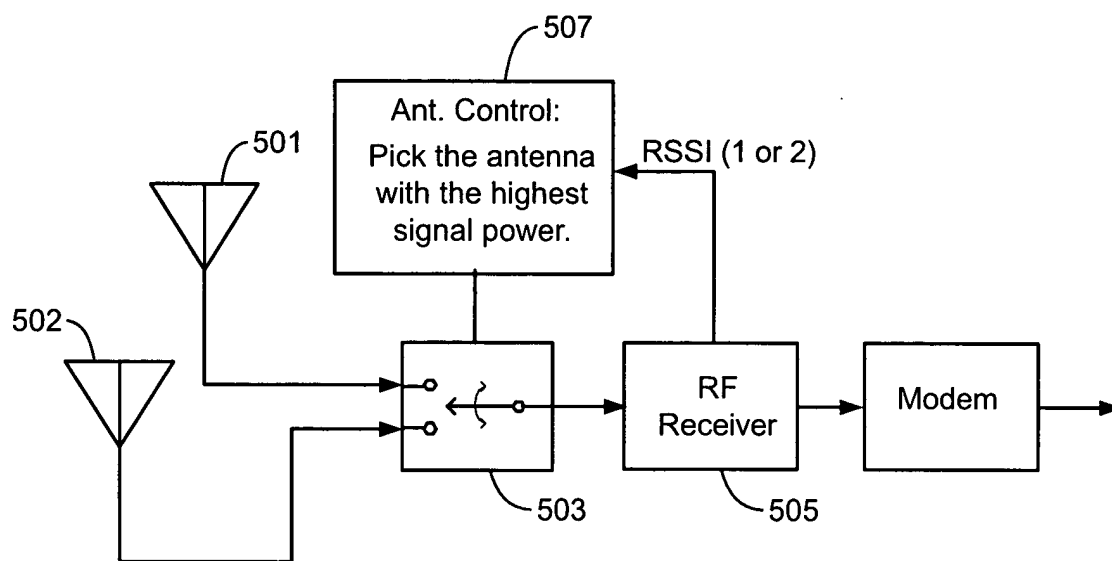 507
Ant. Control:
Pick the antenna
with the highest
signal power.
RSSI (1 or 2)
501
502
RF
Receiver
Modem
503
505